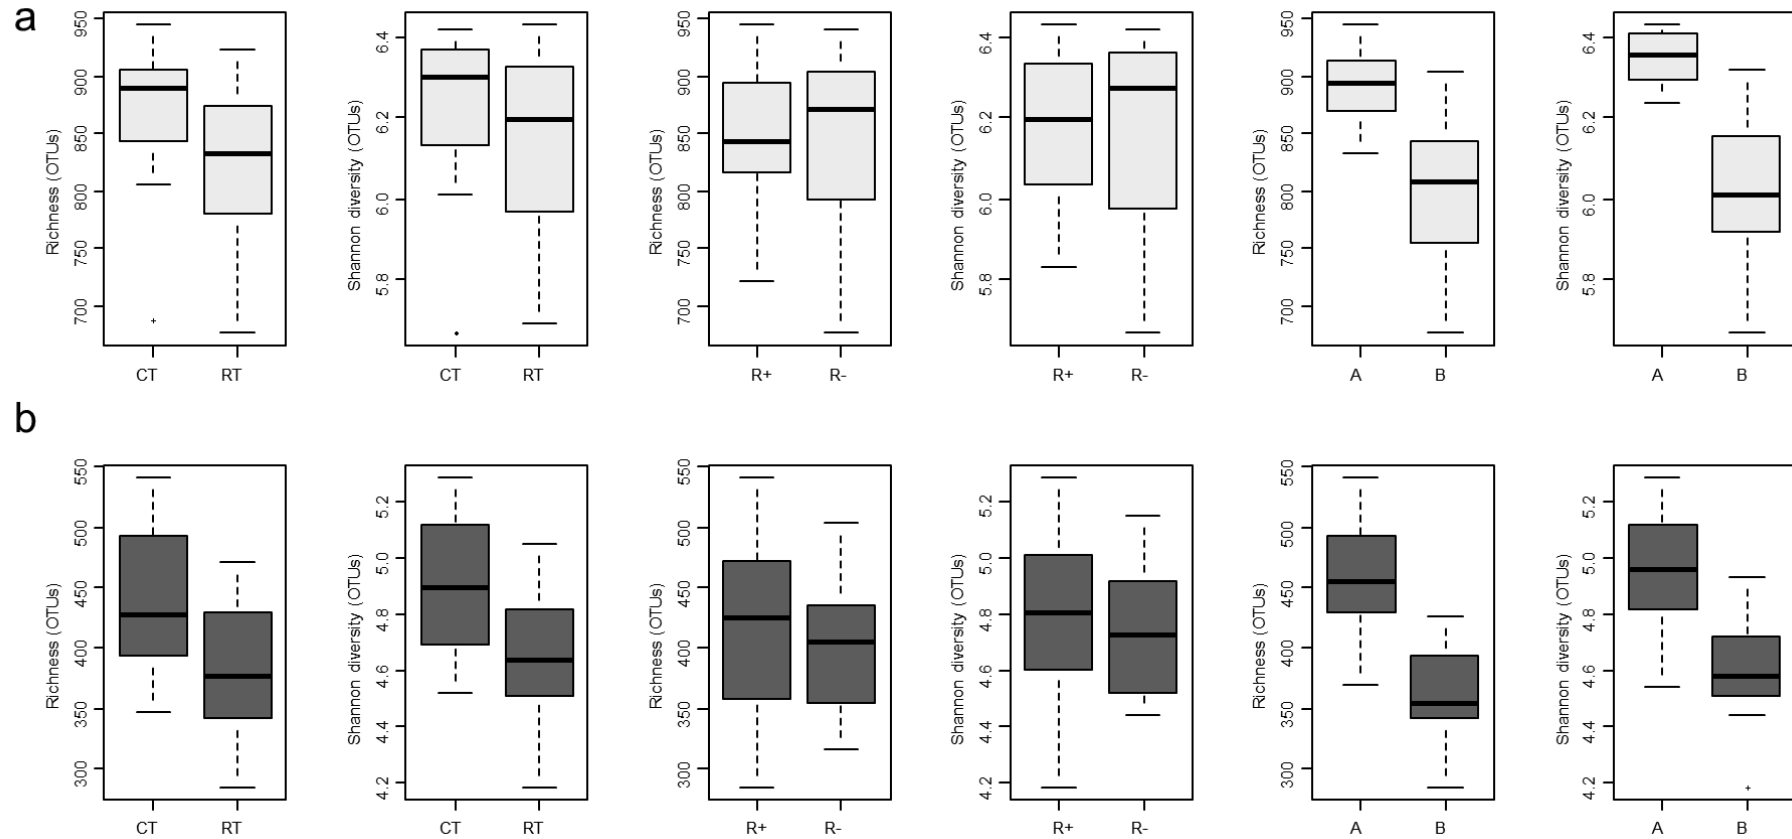 a
Richness (OTUs)
700 750 800 850 900 950
CT RT
Shannon diversity (OTUs)
5.8 6.0 6.2 6.4
CT RT
Richness (OTUs)
700 750 800 850 900 950
R+ R-
Shannon diversity (OTUs)
5.8 6.0 6.2 6.4
R+ R-
Richness (OTUs)
700 750 800 850 900 950
A B
Shannon diversity (OTUs)
5.8 6.0 6.2 6.4
A B
b
Richness (OTUs)
300 350 400 450 500 550
CT RT
Shannon diversity (OTUs)
4.2 4.4 4.6 4.8 5.0 5.2
CT RT
Richness (OTUs)
300 350 400 450 500 550
R+ R-
Shannon diversity (OTUs)
4.2 4.4 4.6 4.8 5.0 5.2
R+ R-
Richness (OTUs)
300 350 400 450 500 550
A B
Shannon diversity (OTUs)
4.2 4.4 4.6 4.8 5.0 5.2
A B